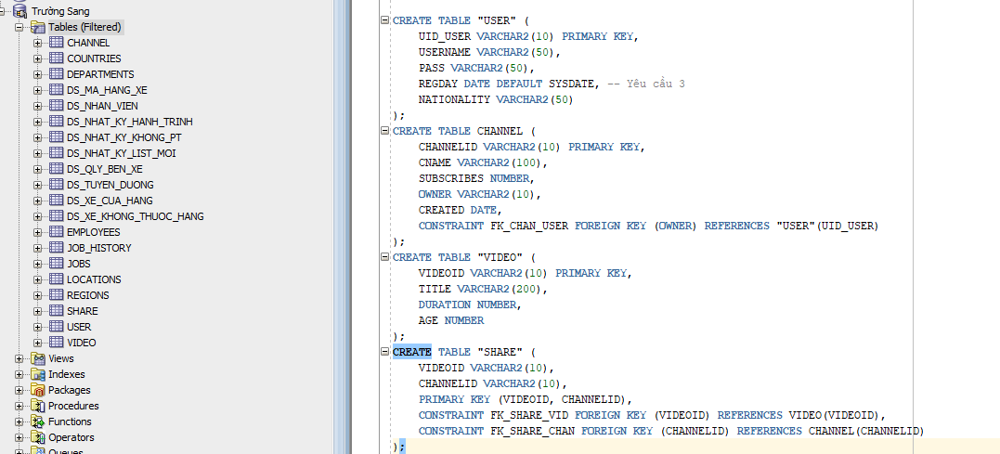 Trường Sang
Tables (Filtered)
CHANNEL
COUNTRIES
DEPARTMENTS
DS_MA_HANG_XE
DS_NHAN_VIEN
DS_NHAT_KY_HANH_TRINH
DS_NHAT_KY_KHONG_PT
DS_NHAT_KY_LIST_MOI
DS_QLY_BEN_XE
DS_TUYEN_DUONG
DS_XE_CUA_HANG
DS_XE_KHONG_THUOC_HANG
EMPLOYEES
JOB_HISTORY
JOBS
LOCATIONS
REGIONS
SHARE
USER
VIDEO
Views
Indexes
Packages
Procedures
Functions
Operators
Queues
CREATE TABLE "USER" (
UID_USER VARCHAR2(10) PRIMARY KEY,
USERNAME VARCHAR2(50),
PASS VARCHAR2(50),
REGDAY DATE DEFAULT SYSDATE, -- Yêu cầu 3
NATIONALITY VARCHAR2(50)
);
CREATE TABLE CHANNEL (
CHANNELID VARCHAR2(10) PRIMARY KEY,
CNAME VARCHAR2(100),
SUBSCRIBES NUMBER,
OWNER VARCHAR2(10),
CREATED DATE,
CONSTRAINT FK_CHAN_USER FOREIGN KEY (OWNER) REFERENCES "USER"(UID_USER)
);
CREATE TABLE "VIDEO" (
VIDEOID VARCHAR2(10) PRIMARY KEY,
TITLE VARCHAR2(200),
DURATION NUMBER,
AGE NUMBER
);
CREATE TABLE "SHARE" (
VIDEOID VARCHAR2(10),
CHANNELID VARCHAR2(10),
PRIMARY KEY (VIDEOID, CHANNELID),
CONSTRAINT FK_SHARE_VID FOREIGN KEY (VIDEOID) REFERENCES VIDEO(VIDEOID),
CONSTRAINT FK_SHARE_CHAN FOREIGN KEY (CHANNELID) REFERENCES CHANNEL(CHANNELID)
);